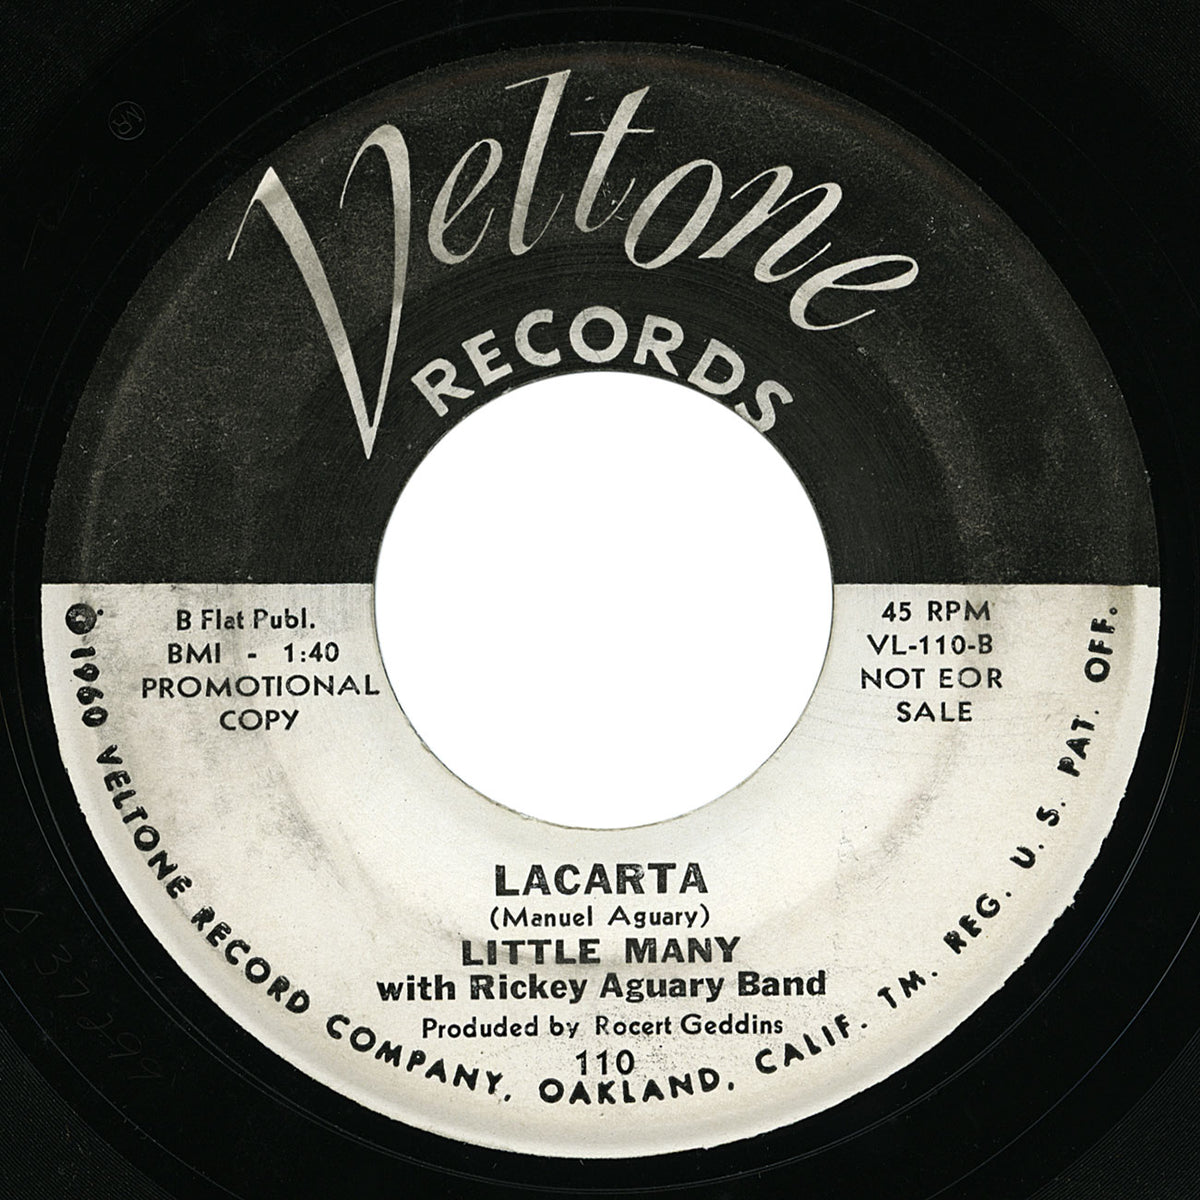 Veltone
RECORDS
B Flat Publ.
BMI - 1:40
PROMOTIONAL
COPY
45 RPM
VL-110-B
NOT EOR
SALE
LACARTA
(Manuel Aguary)
LITTLE MANY
with Rickey Aguary Band
Produded by Rocert Geddins
110
℗ 1960 VELTONE RECORD COMPANY, OAKLAND, CALIF. TM. REG. U. S. PAT. OFF.